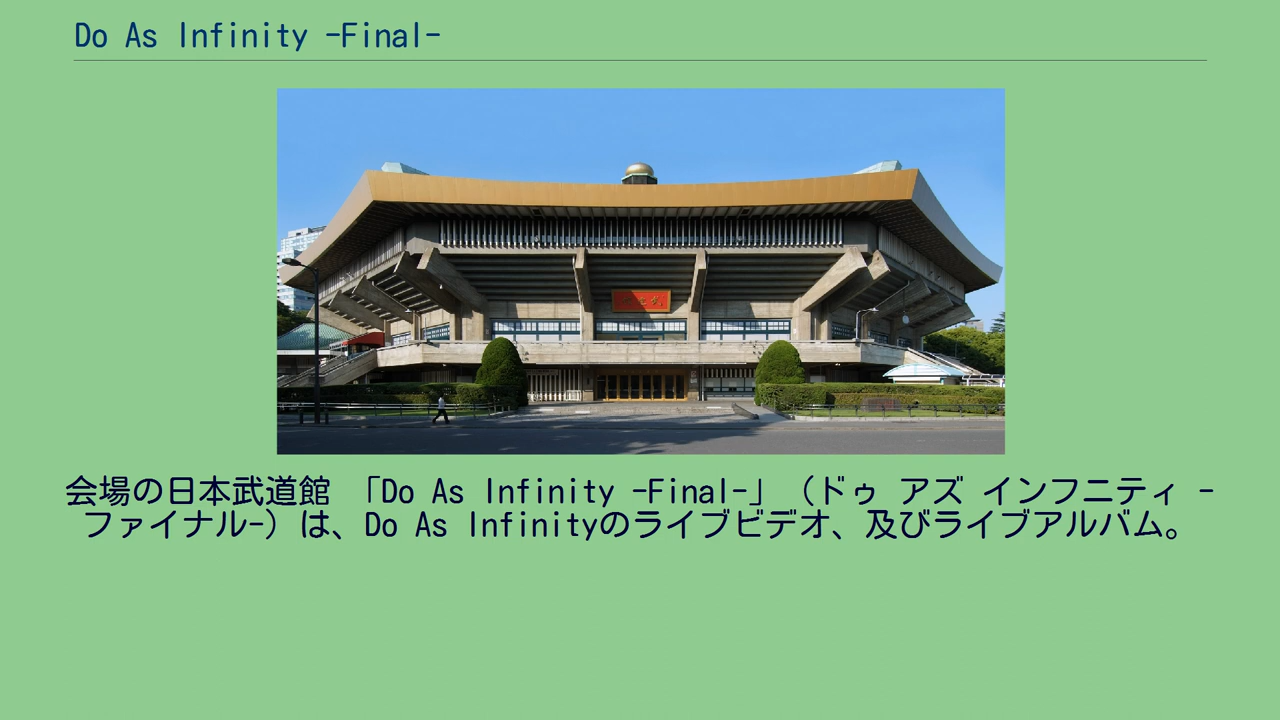 Do As Infinity -Final-
会場の日本武道館 「Do As Infinity -Final-」（ドゥ アズ インフニティ -
ファイナル-）は、Do As Infinityのライブビデオ、及びライブアルバム。